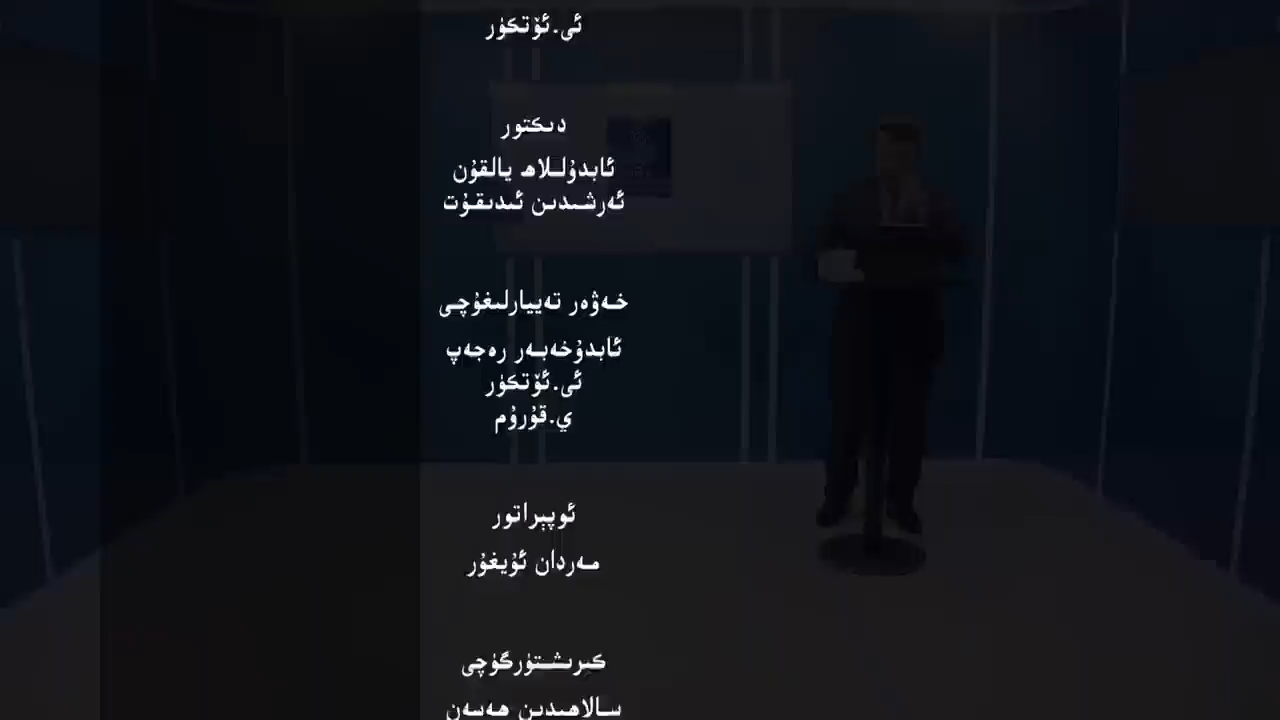 ئى.ئۆتكۈر
دىكتور
ئابدۇللاھ يالقۇن
ئەرشىدىن ئىدىقۇت
خەۋەر تەييارلىغۇچى
ئابدۇخەبەر رەجەپ
ئى.ئۆتكۈر
ي.قۇرۇم
ئوپېراتور
مەردان ئۇيغۇر
كىرىشتۈرگۈچى
سالاھىدىن ھەسەن